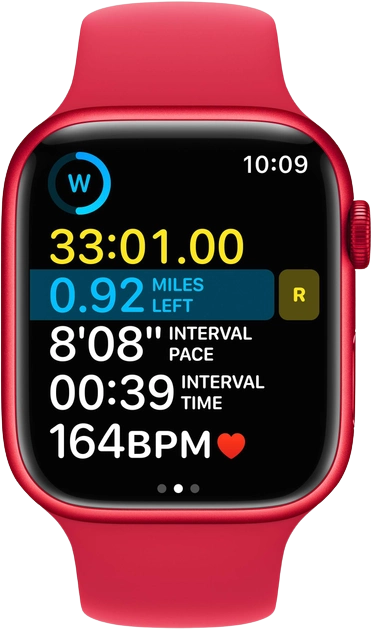 10:09
W
33:01.00
0.92 MILES LEFT R
8'08" INTERVAL PACE
00:39 INTERVAL TIME
164BPM